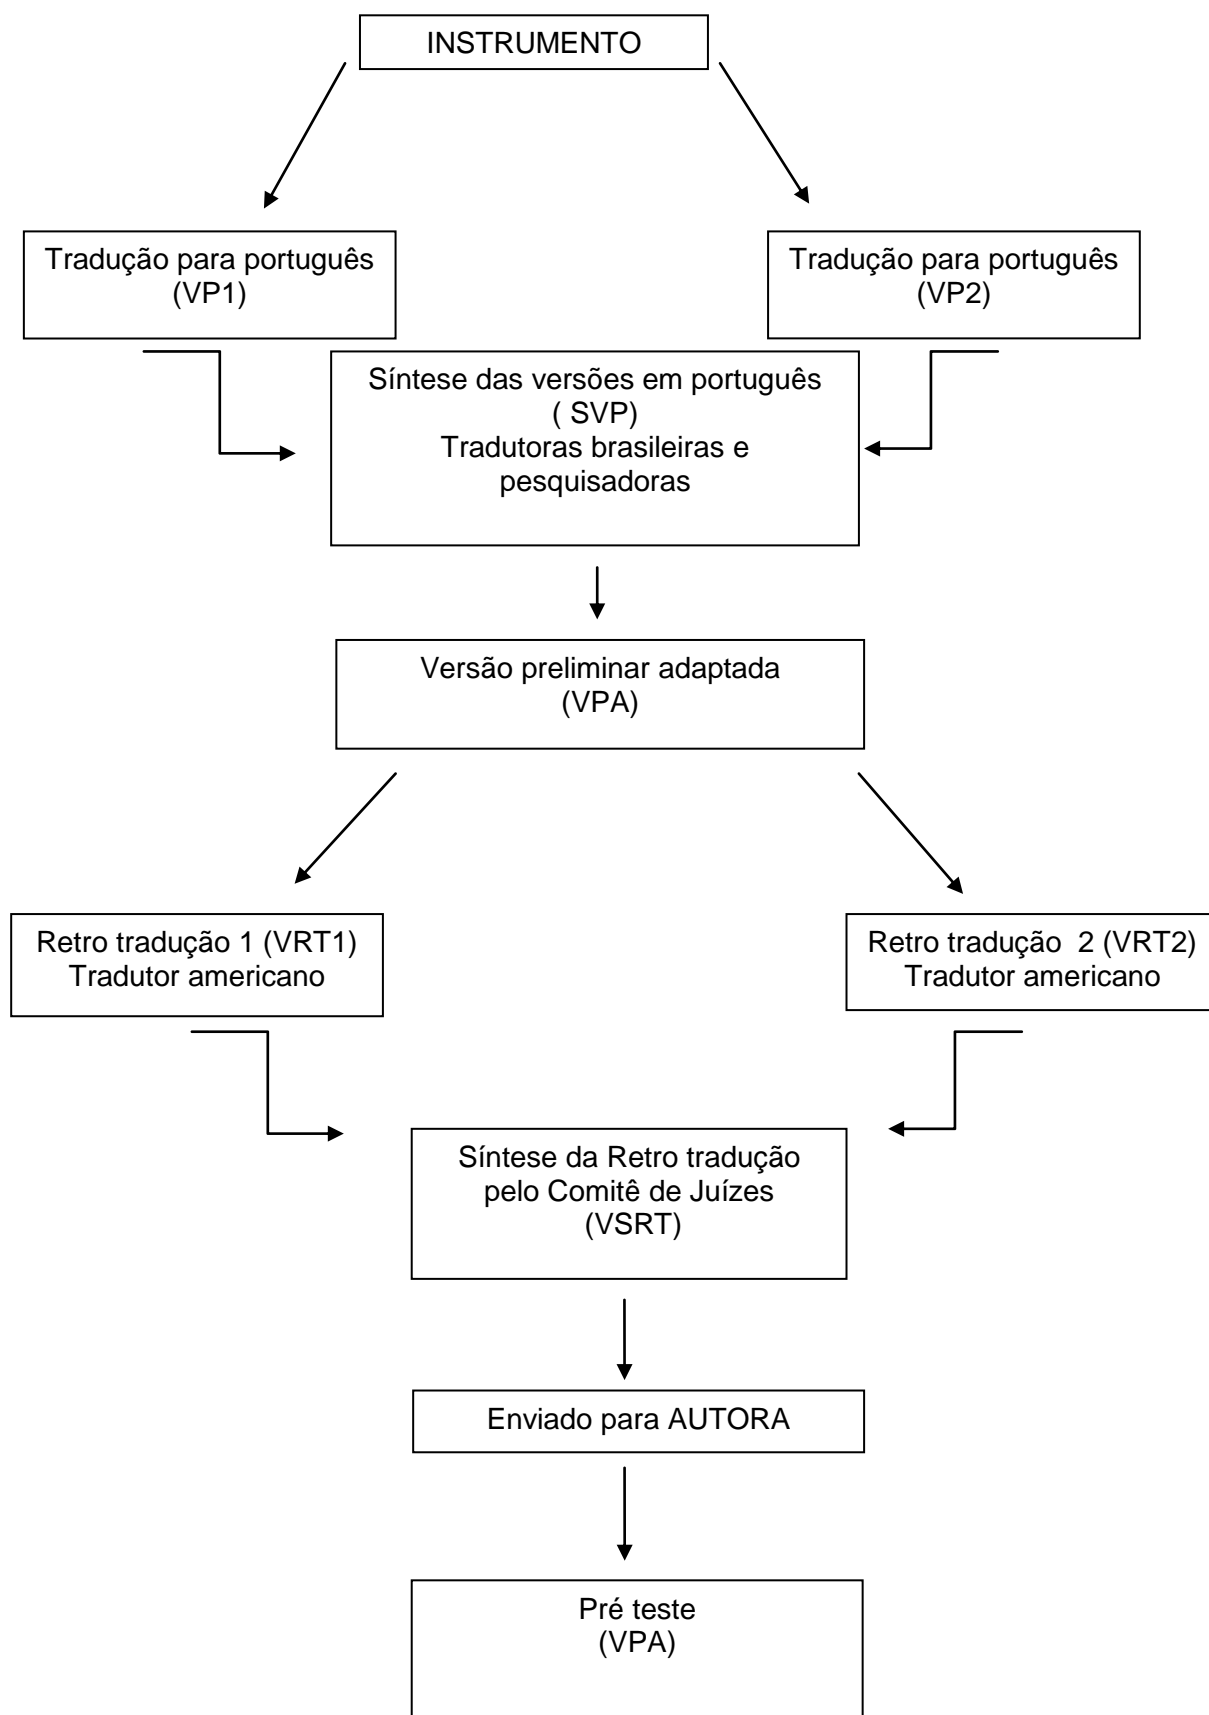 INSTRUMENTO
Tradução para português
(VP1)
Tradução para português
(VP2)
Síntese das versões em português
( SVP)
Tradutoras brasileiras e
pesquisadoras
Versão preliminar adaptada
(VPA)
Retro tradução 1 (VRT1)
Tradutor americano
Retro tradução  2 (VRT2)
Tradutor americano
Síntese da Retro tradução
pelo Comitê de Juízes
(VSRT)
Enviado para AUTORA
Pré teste
(VPA)